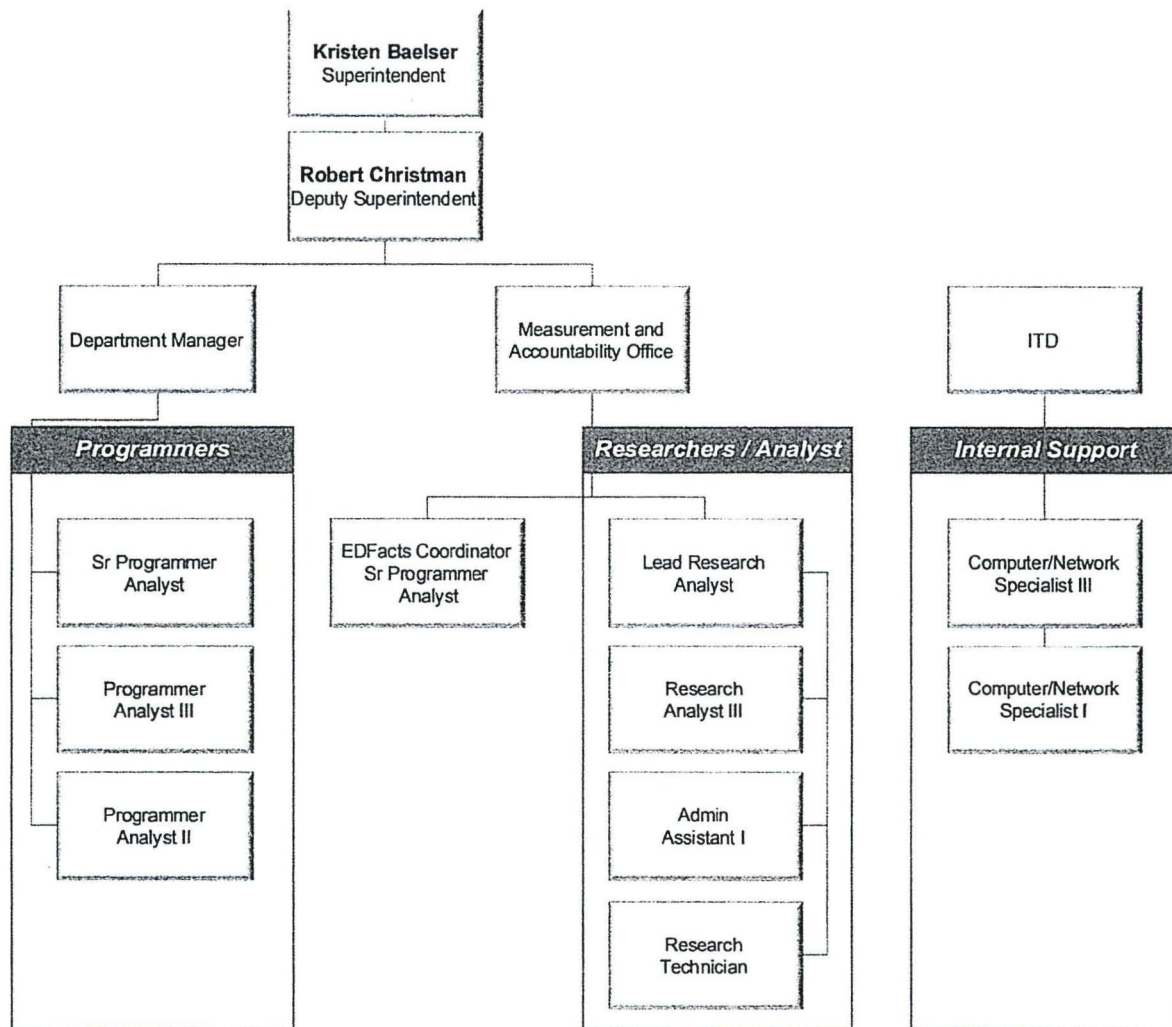 Kristen Baelser
Superintendent
Robert Christman
Deputy Superintendent
Department Manager
Measurement and
Accountability Office
ITD
Programmers
Researchers / Analyst
Internal Support
Sr Programmer
Analyst
EDFacts Coordinator
Sr Programmer
Analyst
Lead Research
Analyst
Computer/Network
Specialist III
Programmer
Analyst III
Research
Analyst III
Computer/Network
Specialist I
Programmer
Analyst II
Admin
Assistant I
Research
Technician